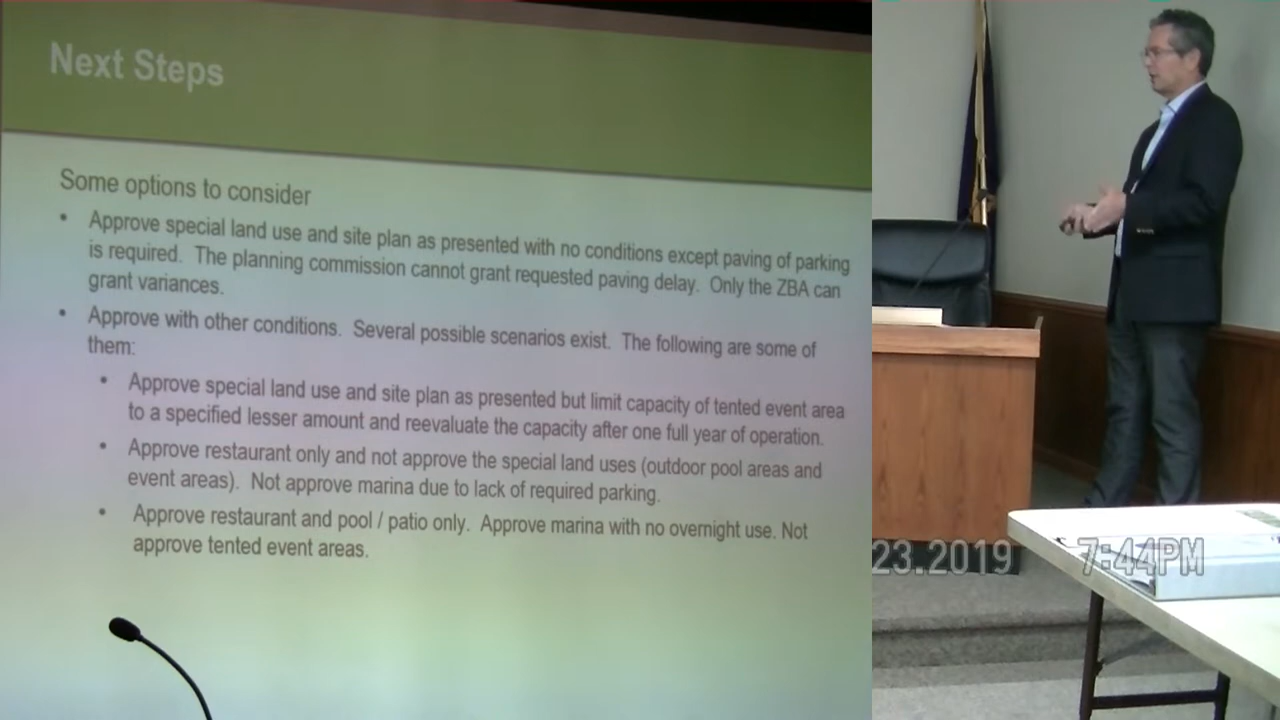 Next Steps
Some options to consider
• Approve special land use and site plan as presented with no conditions except paving of parking
is required. The planning commission cannot grant requested paving delay. Only the ZBA can
grant variances.
• Approve with other conditions. Several possible scenarios exist. The following are some of
them:
• Approve special land use and site plan as presented but limit capacity of tented event area
to a specified lesser amount and reevaluate the capacity after one full year of operation.
• Approve restaurant only and not approve the special land uses (outdoor pool areas and
event areas). Not approve marina due to lack of required parking.
• Approve restaurant and pool / patio only. Approve marina with no overnight use. Not
approve tented event areas.
23.2019 7:44PM